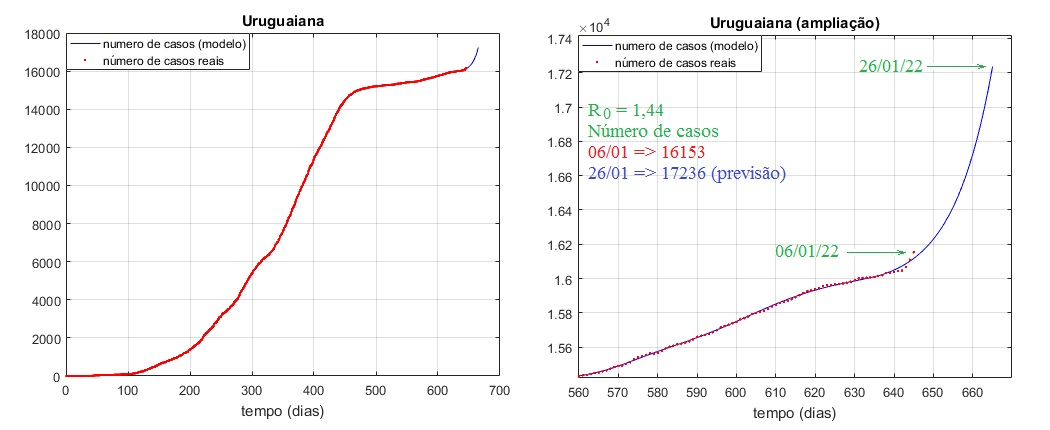 Uruguaiana
numero de casos (modelo)
número de casos reais
18000
16000
14000
12000
10000
8000
6000
4000
2000
0
0 100 200 300 400 500 600 700
tempo (dias)
Uruguaiana (ampliação)
×10⁴
numero de casos (modelo)
número de casos reais
1.74
1.72
1.7
1.68
1.66
1.64
1.62
1.6
1.58
1.56
26/01/22
R0 = 1,44
Número de casos
06/01 => 16153
26/01 => 17236 (previsão)
06/01/22
560 570 580 590 600 610 620 630 640 650 660
tempo (dias)